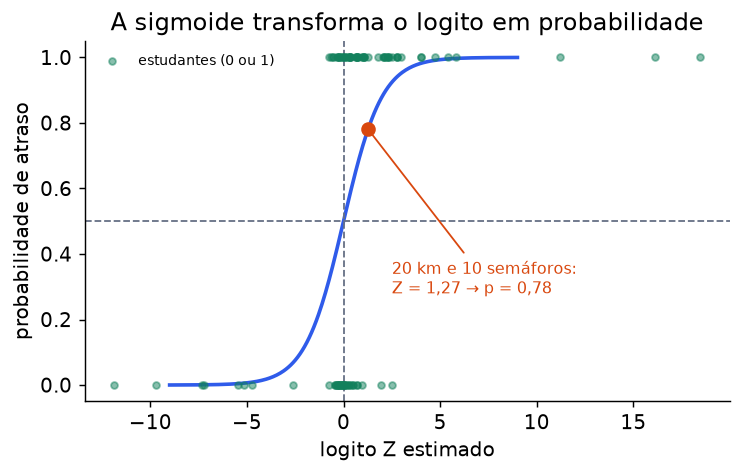 A sigmoide transforma o logito em probabilidade
estudantes (0 ou 1)
probabilidade de atraso
1.0
0.8
0.6
0.4
0.2
0.0
20 km e 10 semáforos:
Z = 1,27 → p = 0,78
−10 −5 0 5 10 15
logito Z estimado